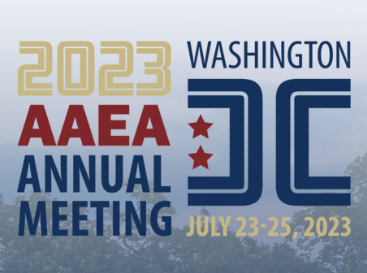 2023
AAEA
ANNUAL
MEETING
WASHINGTON
DC
JULY 23-25, 2023